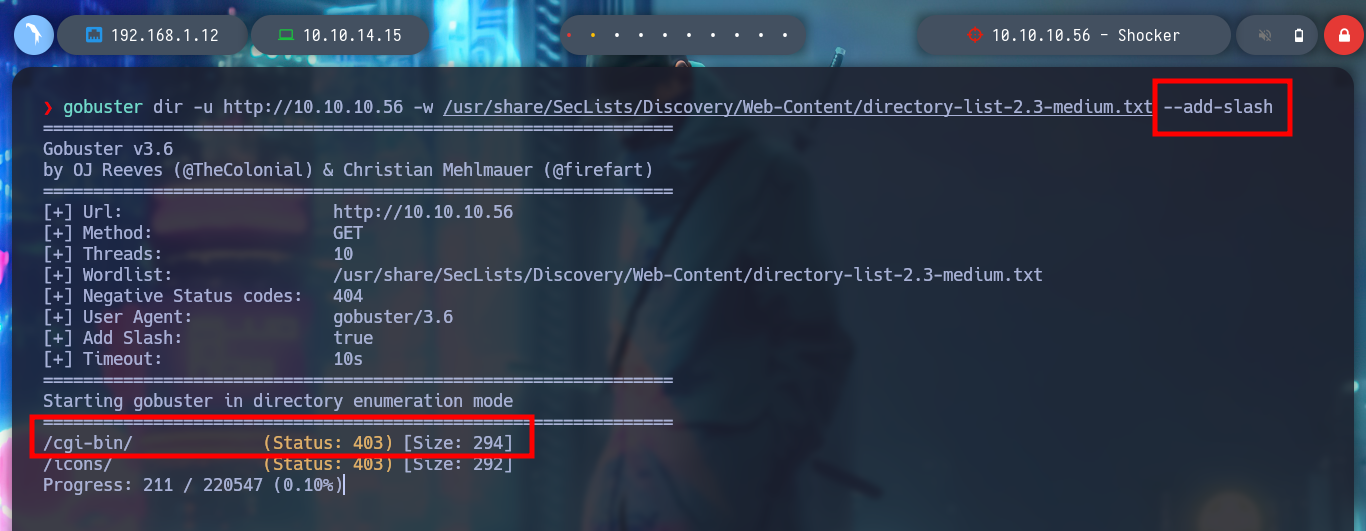 192.168.1.12
10.10.14.15
10.10.10.56 - Shocker
❯ gobuster dir -u http://10.10.10.56 -w /usr/share/SecLists/Discovery/Web-Content/directory-list-2.3-medium.txt --add-slash
===============================================================
Gobuster v3.6
by OJ Reeves (@TheColonial) & Christian Mehlmauer (@firefart)
===============================================================
[+] Url: http://10.10.10.56
[+] Method: GET
[+] Threads: 10
[+] Wordlist: /usr/share/SecLists/Discovery/Web-Content/directory-list-2.3-medium.txt
[+] Negative Status codes: 404
[+] User Agent: gobuster/3.6
[+] Add Slash: true
[+] Timeout: 10s
===============================================================
Starting gobuster in directory enumeration mode
===============================================================
/cgi-bin/ (Status: 403) [Size: 294]
/icons/ (Status: 403) [Size: 292]
Progress: 211 / 220547 (0.10%)